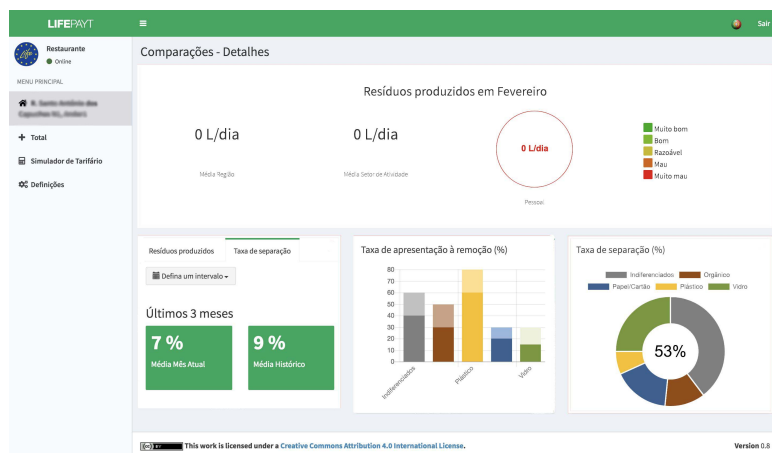 LIFEPAYT
Sair
Restaurante
Online
MENU PRINCIPAL
Total
Simulador de Tarifário
Definições
Comparações - Detalhes
Resíduos produzidos em Fevereiro
0 L/dia
Média Região
0 L/dia
Média Setor de Atividade
0 L/dia
Pessoal
Muito bom
Bom
Razoável
Mau
Muito mau
Resíduos produzidos
Taxa de separação
Defina um intervalo
Últimos 3 meses
7 %
Média Mês Atual
9 %
Média Histórico
Taxa de apresentação à remoção (%)
80
70
60
50
40
30
20
10
0
Indiferenciados
Plástico
Vidro
Taxa de separação (%)
Indiferenciados
Orgânico
Papel/Cartão
Plástico
Vidro
53%
(cc) BY
This work is licensed under a Creative Commons Attribution 4.0 International License.
Version 0.8